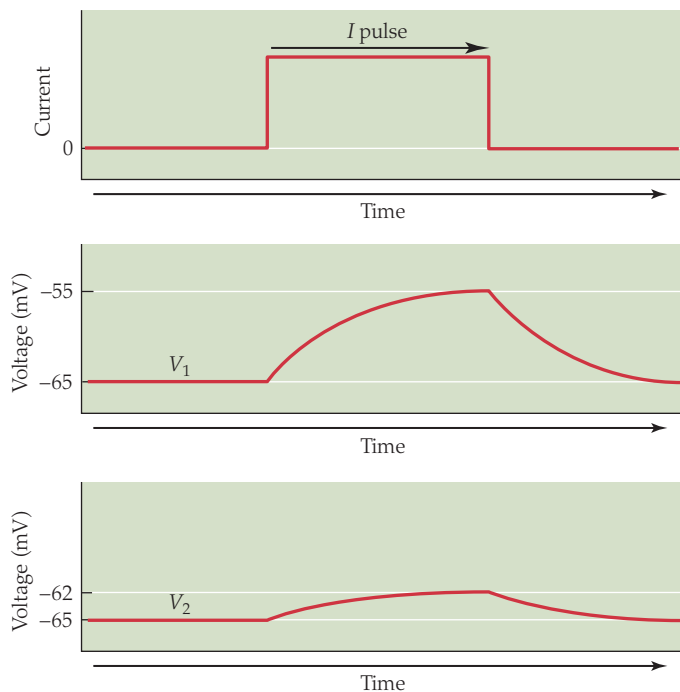 I pulse
Current
0
Time
Voltage (mV)
−55
V₁
−65
Time
Voltage (mV)
−62
V₂
−65
Time